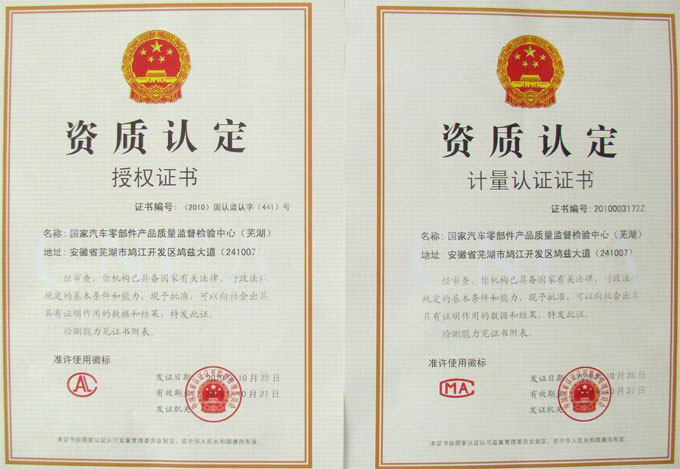 资质认定
授权证书
证书编号：（2010）国认监认字（441）号
名称：国家汽车零部件产品质量监督检验中心（芜湖）
地址：安徽省芜湖市鸠江开发区鸠兹大道（241007）
经审查，你机构已具备国家有关法律、行政法
规定的基本条件和能力，现予批准，可以向社会出具
具有证明作用的数据和结果，特发此证。
检测能力见证书附表。
准许使用徽标
CAL
发证日期 10月20日
有效期 0月27日
发证机关
本证书由国家认证认可监督管理委员会制定，在中华人民共和国境内有效
资质认定
计量认证证书
证书编号：2010003172Z
名称：国家汽车零部件产品质量监督检验中心（芜湖）
地址：安徽省芜湖市鸠江开发区鸠兹大道（241007）
经审查，你机构已具备国家有关法律、行政法
规定的基本条件和能力，现予批准，可以向社会出具
具有证明作用的数据和结果，特发此证。
检测能力见证书附表。
准许使用徽标
CMA
发证日期
有效期 27日
发证机关
本证书由国家认证认可监督管理委员会制定，在中华人民共和国境内有效